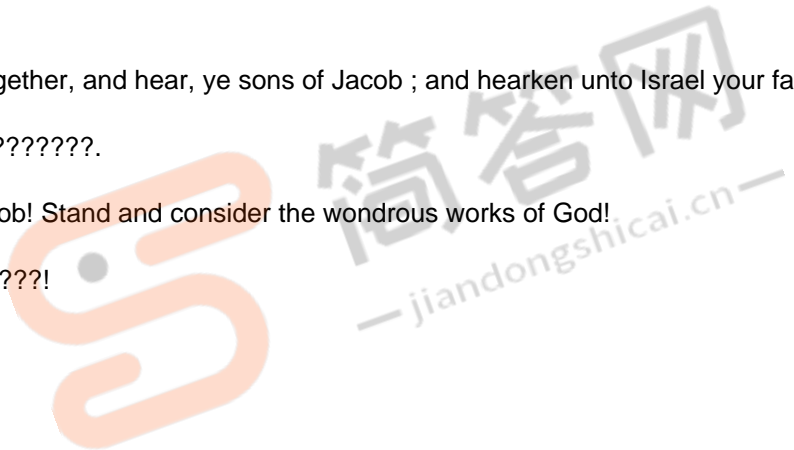 gether, and hear, ye sons of Jacob ; and hearken unto Israel your fa
???????.
ob! Stand and consider the wondrous works of God!
????!
简答网
jiandongshicai.cn